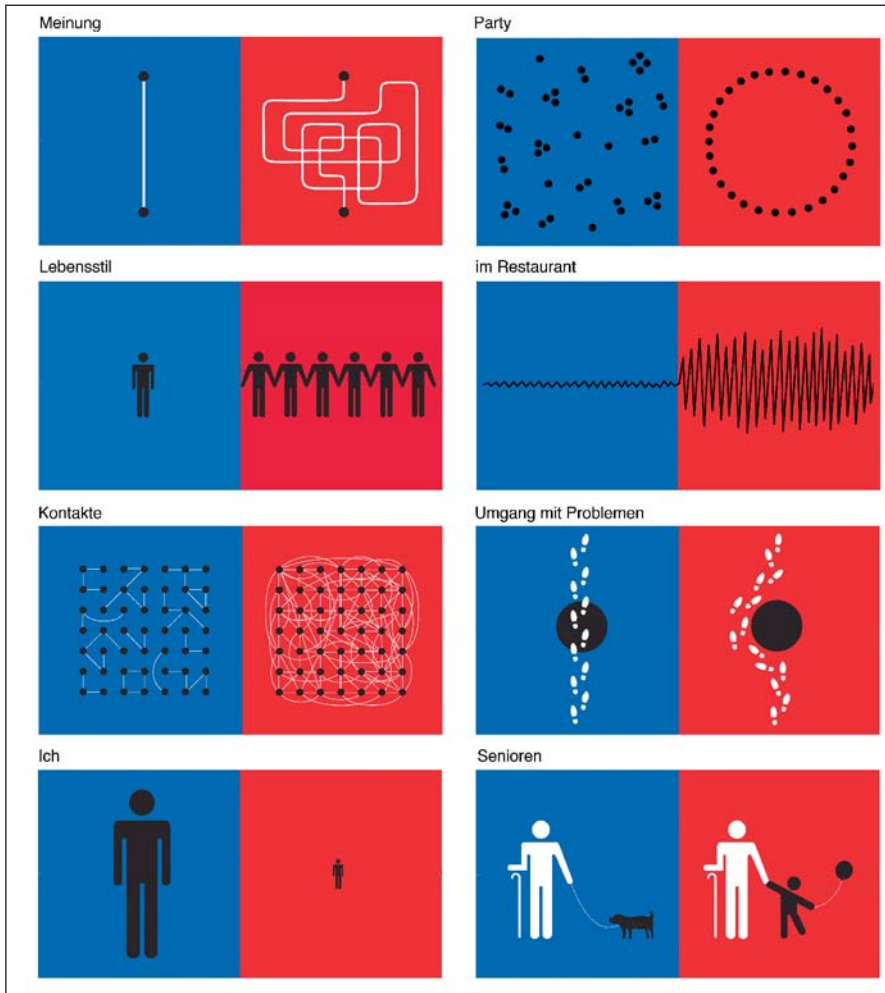 Meinung
Party
Lebensstil
im Restaurant
Kontakte
Umgang mit Problemen
Ich
Senioren